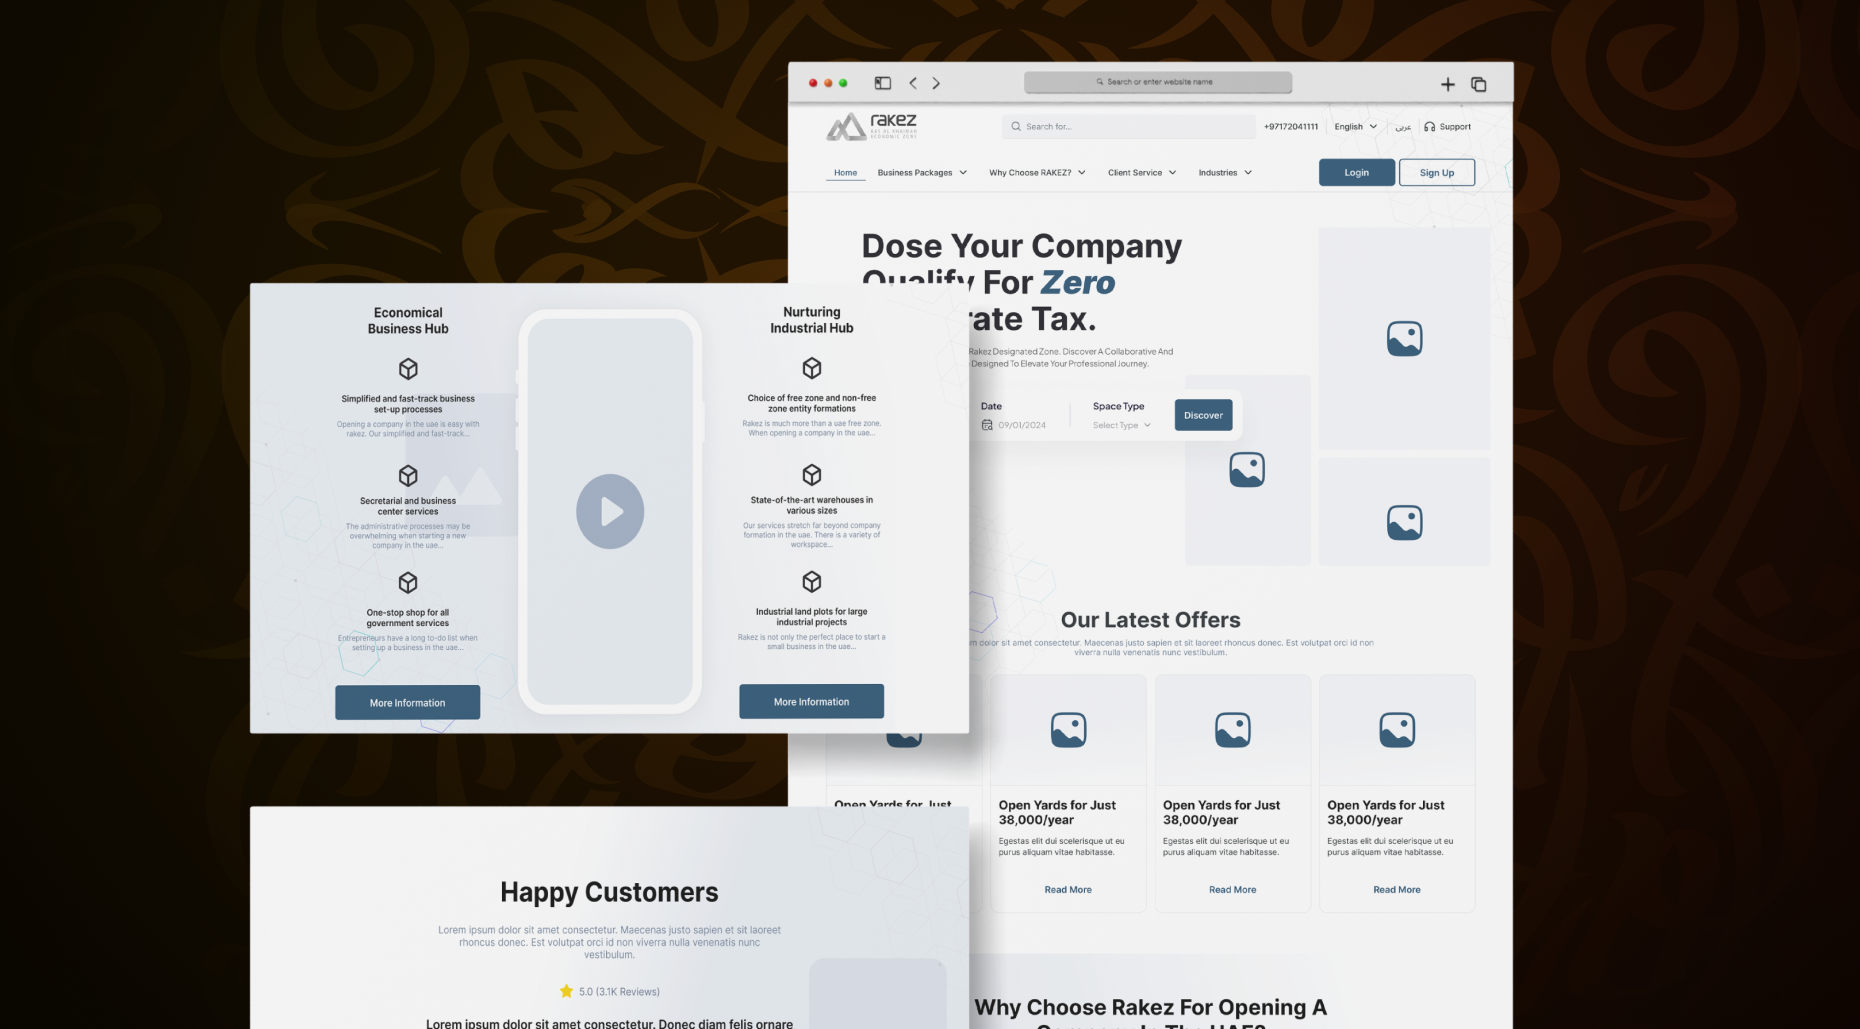 Search or enter website name
rakez
RAS AL KHAIMAH
ECONOMIC ZONE
Search for...
+97172041111
English
عربى
Support
Home
Business Packages
Why Choose RAKEZ?
Client Service
Industries
Login
Sign Up
Dose Your Company
Qualify For Zero
rate Tax.
Rakez Designated Zone. Discover A Collaborative And
Designed To Elevate Your Professional Journey.
Date
09/01/2024
Space Type
Select Type
Discover
Economical
Business Hub
Simplified and fast-track business
set-up processes
Opening a company in the uae is easy with
rakez. Our simplified and fast-track...
Secretarial and business
center services
The administrative processes may be
overwhelming when starting a new
company in the uae...
One-stop shop for all
government services
Entrepreneurs have a long to-do list when
setting up a business in the uae...
More Information
Nurturing
Industrial Hub
Choice of free zone and non-free
zone entity formations
Rakez is much more than a uae free zone.
When opening a company in the uae...
State-of-the-art warehouses in
various sizes
Our services stretch far beyond company
formation in the uae. There is a variety of
workspace...
Industrial land plots for large
industrial projects
Rakez is not only the perfect place to start a
small business in the uae...
More Information
Our Latest Offers
dolor sit amet consectetur. Maecenas justo sapien et sit laoreet rhoncus donec. Est volutpat orci id non
viverra nulla venenatis nunc vestibulum.
Open Yards for Just
Open Yards for Just
38,000/year
Egestas elit dui scelerisque ut eu
purus aliquam vitae habitasse.
Read More
Open Yards for Just
38,000/year
Egestas elit dui scelerisque ut eu
purus aliquam vitae habitasse.
Read More
Open Yards for Just
38,000/year
Egestas elit dui scelerisque ut eu
purus aliquam vitae habitasse.
Read More
Happy Customers
Lorem ipsum dolor sit amet consectetur. Maecenas justo sapien et sit laoreet
rhoncus donec. Est volutpat orci id non viverra nulla venenatis nunc
vestibulum.
5.0 (3.1K Reviews)
Lorem ipsum dolor sit amet consectetur. Donec diam felis ornare
Why Choose Rakez For Opening A
Company In The UAE?